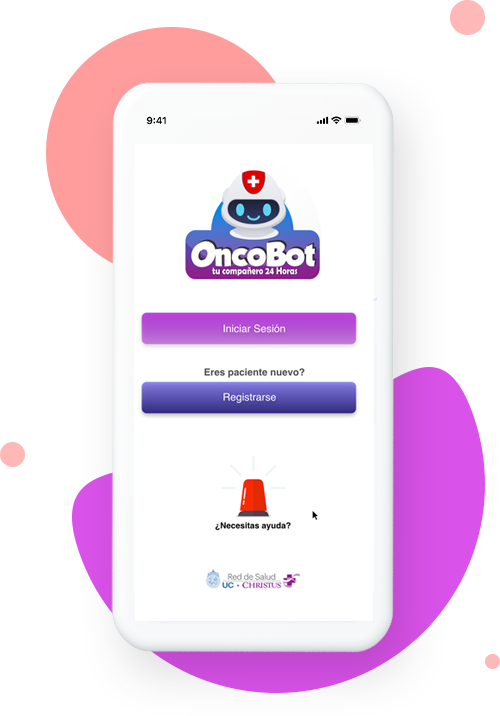 9:41
OncoBot
tu compañero 24 Horas
Iniciar Sesión
Eres paciente nuevo?
Registrarse
¿Necesitas ayuda?
Red de Salud
UC • CHRISTUS